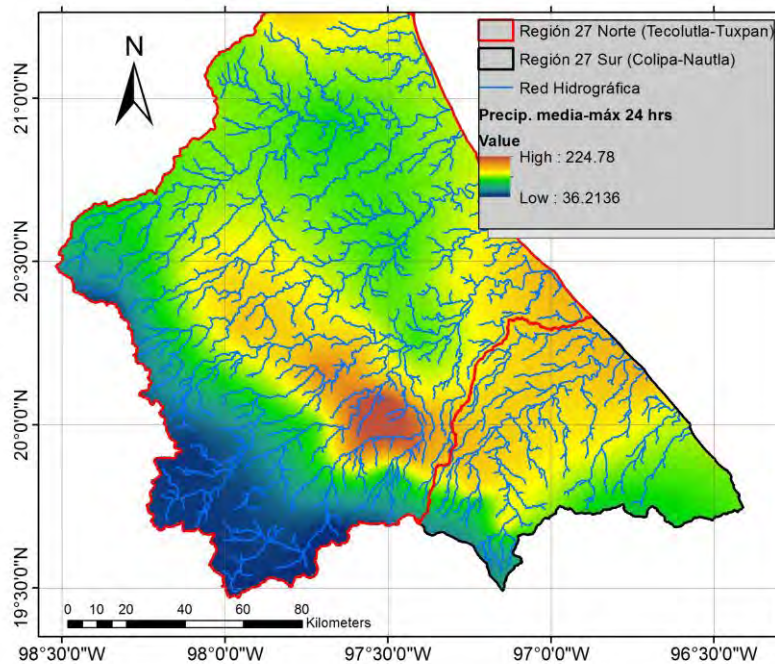 N
Región 27 Norte (Tecolutla-Tuxpan)
Región 27 Sur (Colipa-Nautla)
Red Hidrográfica
Precip. media-máx 24 hrs
Value
High : 224.78
Low : 36.2136
21°0'0"N
20°30'0"N
20°0'0"N
19°30'0"N
0 10 20 40 60 80
Kilometers
98°30'0"W 98°0'0"W 97°30'0"W 97°0'0"W 96°30'0"W